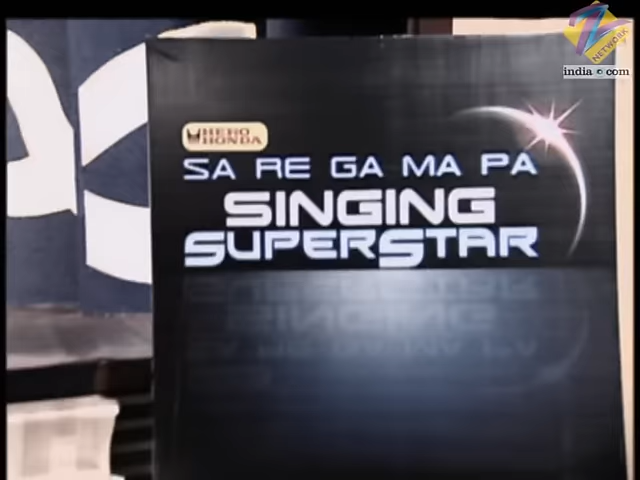 NETWORK
india com
HERO
HONDA
SA RE GA MA PA
SINGING
SUPERSTAR